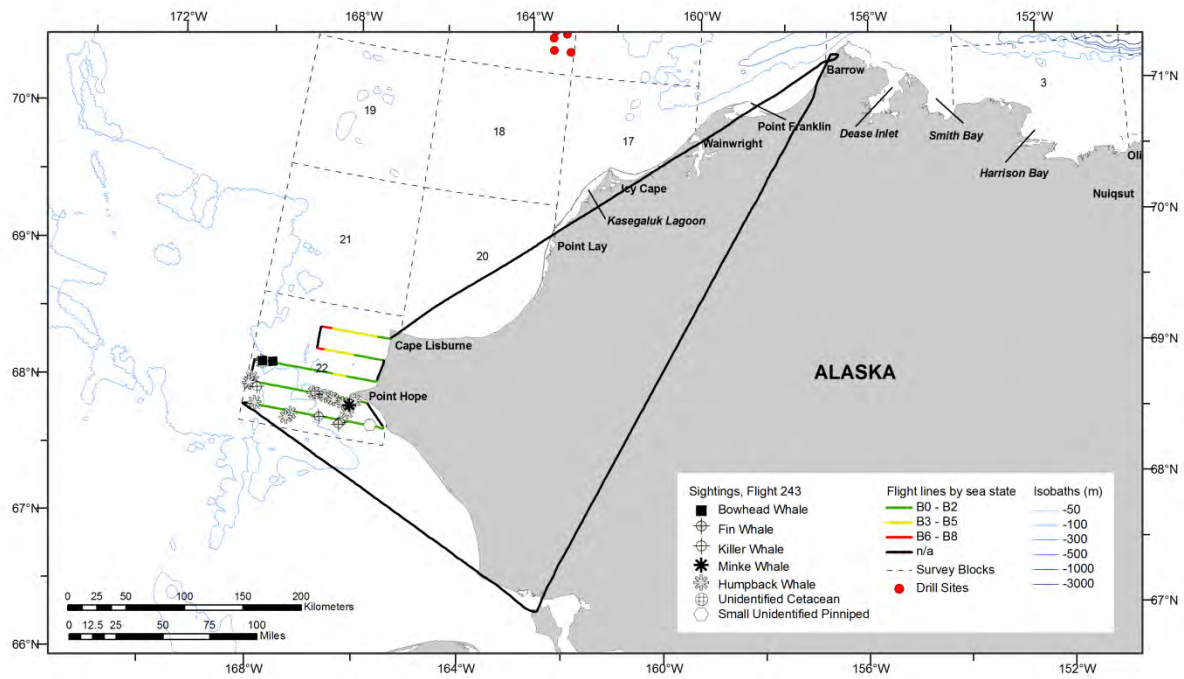 172°W 168°W 164°W 160°W 156°W 152°W
70°N
69°N
68°N
67°N
66°N
71°N
70°N
69°N
68°N
67°N
168°W 166°W 164°W 162°W 160°W 158°W 156°W 154°W 152°W
19
18
17
3
21
20
22
Barrow
Point Franklin
Dease Inlet
Smith Bay
Harrison Bay
Oli
Nuiqsut
Wainwright
Icy Cape
Kasegaluk Lagoon
Point Lay
Cape Lisburne
Point Hope
ALASKA
0 25 50 100 150 200
Kilometers
0 12.5 25 50 75 100
Miles
Sightings, Flight 243
Bowhead Whale
Fin Whale
Killer Whale
Minke Whale
Humpback Whale
Unidentified Cetacean
Small Unidentified Pinniped
Flight lines by sea state
B0 - B2
B3 - B5
B6 - B8
n/a
Survey Blocks
Drill Sites
Isobaths (m)
-50
-100
-300
-500
-1000
-3000